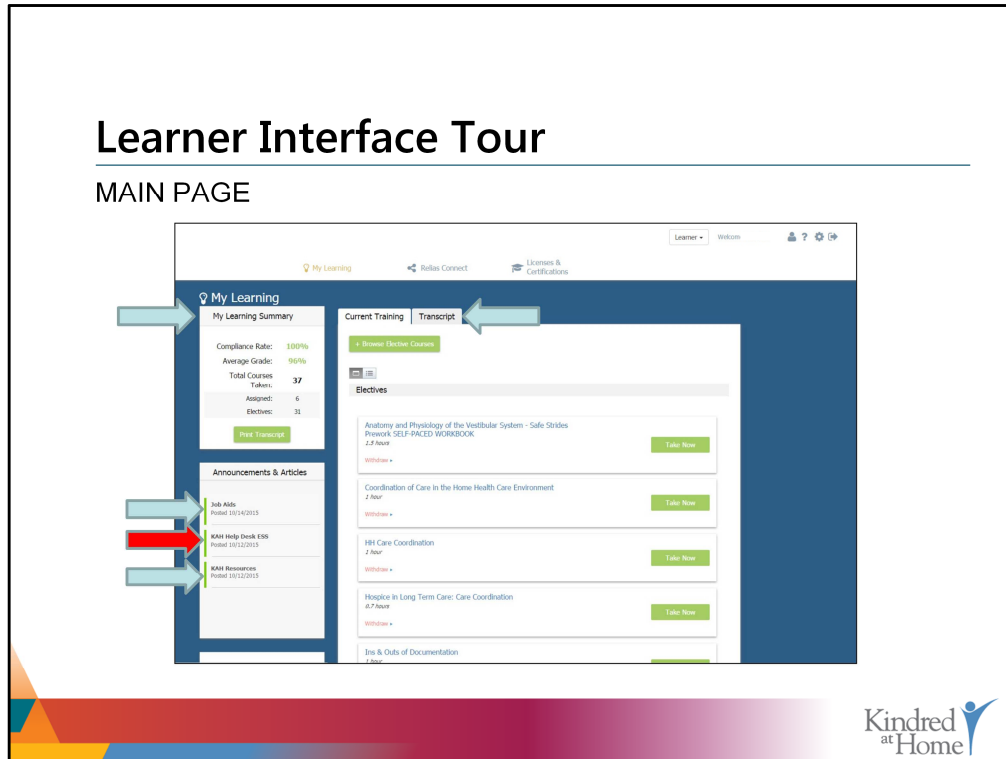 Learner Interface Tour
MAIN PAGE
Learner
Welcom
?
My Learning
Relias Connect
Licenses &
Certifications
My Learning
My Learning Summary
Compliance Rate: 100%
Average Grade: 96%
Total Courses
Taken: 37
Assigned: 6
Electives: 31
Print Transcript
Announcements & Articles
Job Aids
Posted 10/14/2015
KAH Help Desk ESS
Posted 10/12/2015
KAH Resources
Posted 10/12/2015
Current Training
Transcript
+ Browse Elective Courses
Electives
Anatomy and Physiology of the Vestibular System - Safe Strides
Prework SELF-PACED WORKBOOK
1.5 hours
Withdraw
Take Now
Coordination of Care in the Home Health Care Environment
1 hour
Withdraw
Take Now
HH Care Coordination
1 hour
Withdraw
Take Now
Hospice in Long Term Care: Care Coordination
0.7 hours
Withdraw
Take Now
Ins & Outs of Documentation
1 hour
Kindred
at Home